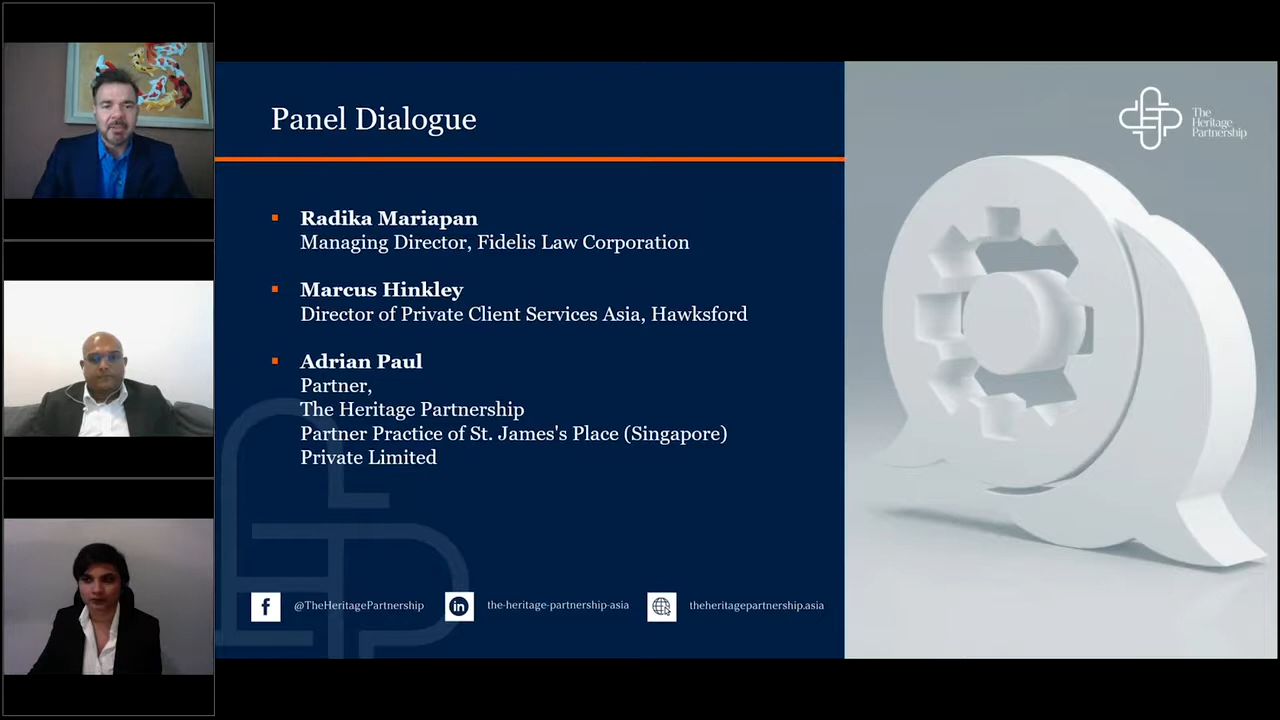 Panel Dialogue
The
Heritage
Partnership
Radika Mariapan
Managing Director, Fidelis Law Corporation
Marcus Hinkley
Director of Private Client Services Asia, Hawksford
Adrian Paul
Partner,
The Heritage Partnership
Partner Practice of St. James's Place (Singapore)
Private Limited
@TheHeritagePartnership
the-heritage-partnership-asia
theheritagepartnership.asia